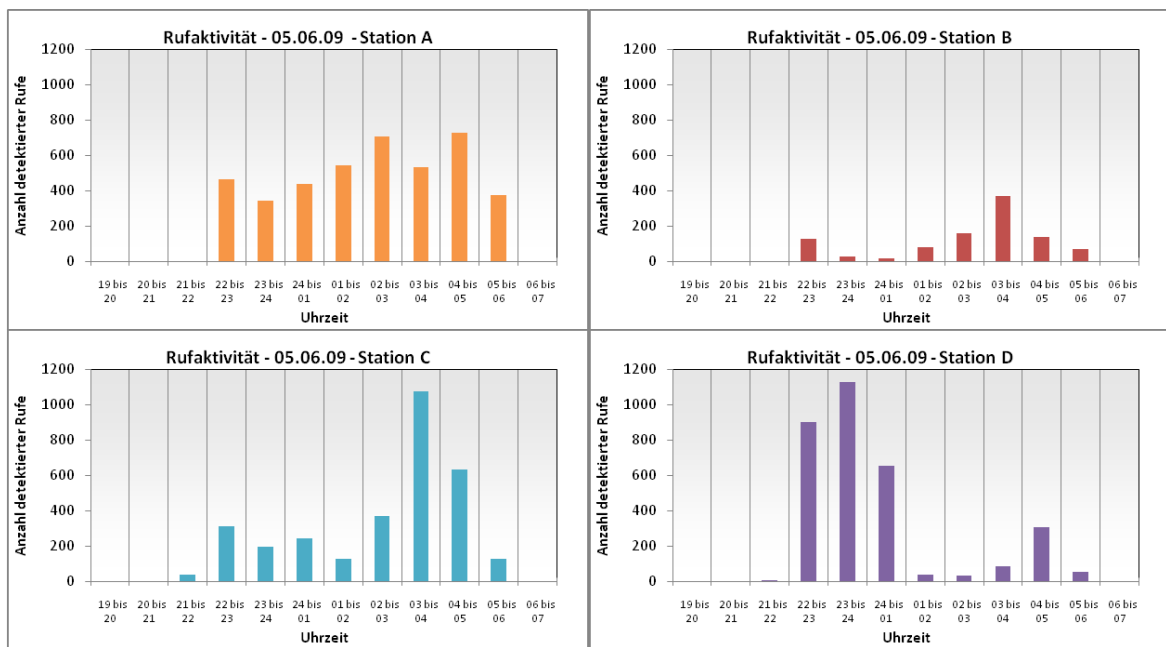 Rufaktivität - 05.06.09 - Station A
Anzahl detektierter Rufe
1200
1000
800
600
400
200
0
19 bis 20 bis 21 bis 22 bis 23 bis 24 bis 01 bis 02 bis 03 bis 04 bis 05 bis 06 bis
20 21 22 23 24 01 02 03 04 05 06 07
Uhrzeit
Rufaktivität - 05.06.09 - Station B
Anzahl detektierter Rufe
1200
1000
800
600
400
200
0
19 bis 20 bis 21 bis 22 bis 23 bis 24 bis 01 bis 02 bis 03 bis 04 bis 05 bis 06 bis
20 21 22 23 24 01 02 03 04 05 06 07
Uhrzeit
Rufaktivität - 05.06.09 - Station C
Anzahl detektierter Rufe
1200
1000
800
600
400
200
0
19 bis 20 bis 21 bis 22 bis 23 bis 24 bis 01 bis 02 bis 03 bis 04 bis 05 bis 06 bis
20 21 22 23 24 01 02 03 04 05 06 07
Uhrzeit
Rufaktivität - 05.06.09 - Station D
Anzahl detektierter Rufe
1200
1000
800
600
400
200
0
19 bis 20 bis 21 bis 22 bis 23 bis 24 bis 01 bis 02 bis 03 bis 04 bis 05 bis 06 bis
20 21 22 23 24 01 02 03 04 05 06 07
Uhrzeit